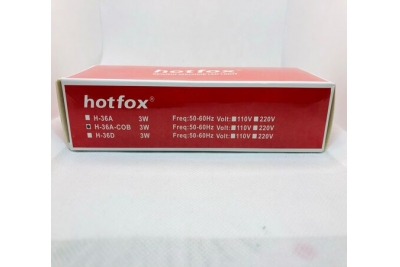 hotfox
hotfox®
H-36A 3W Freq:50-60Hz Volt: 110V 220V
H-36A-COB 3W Freq:50-60Hz Volt: 110V 220V
H-36D 3W Freq:50-60Hz Volt: 110V 220V